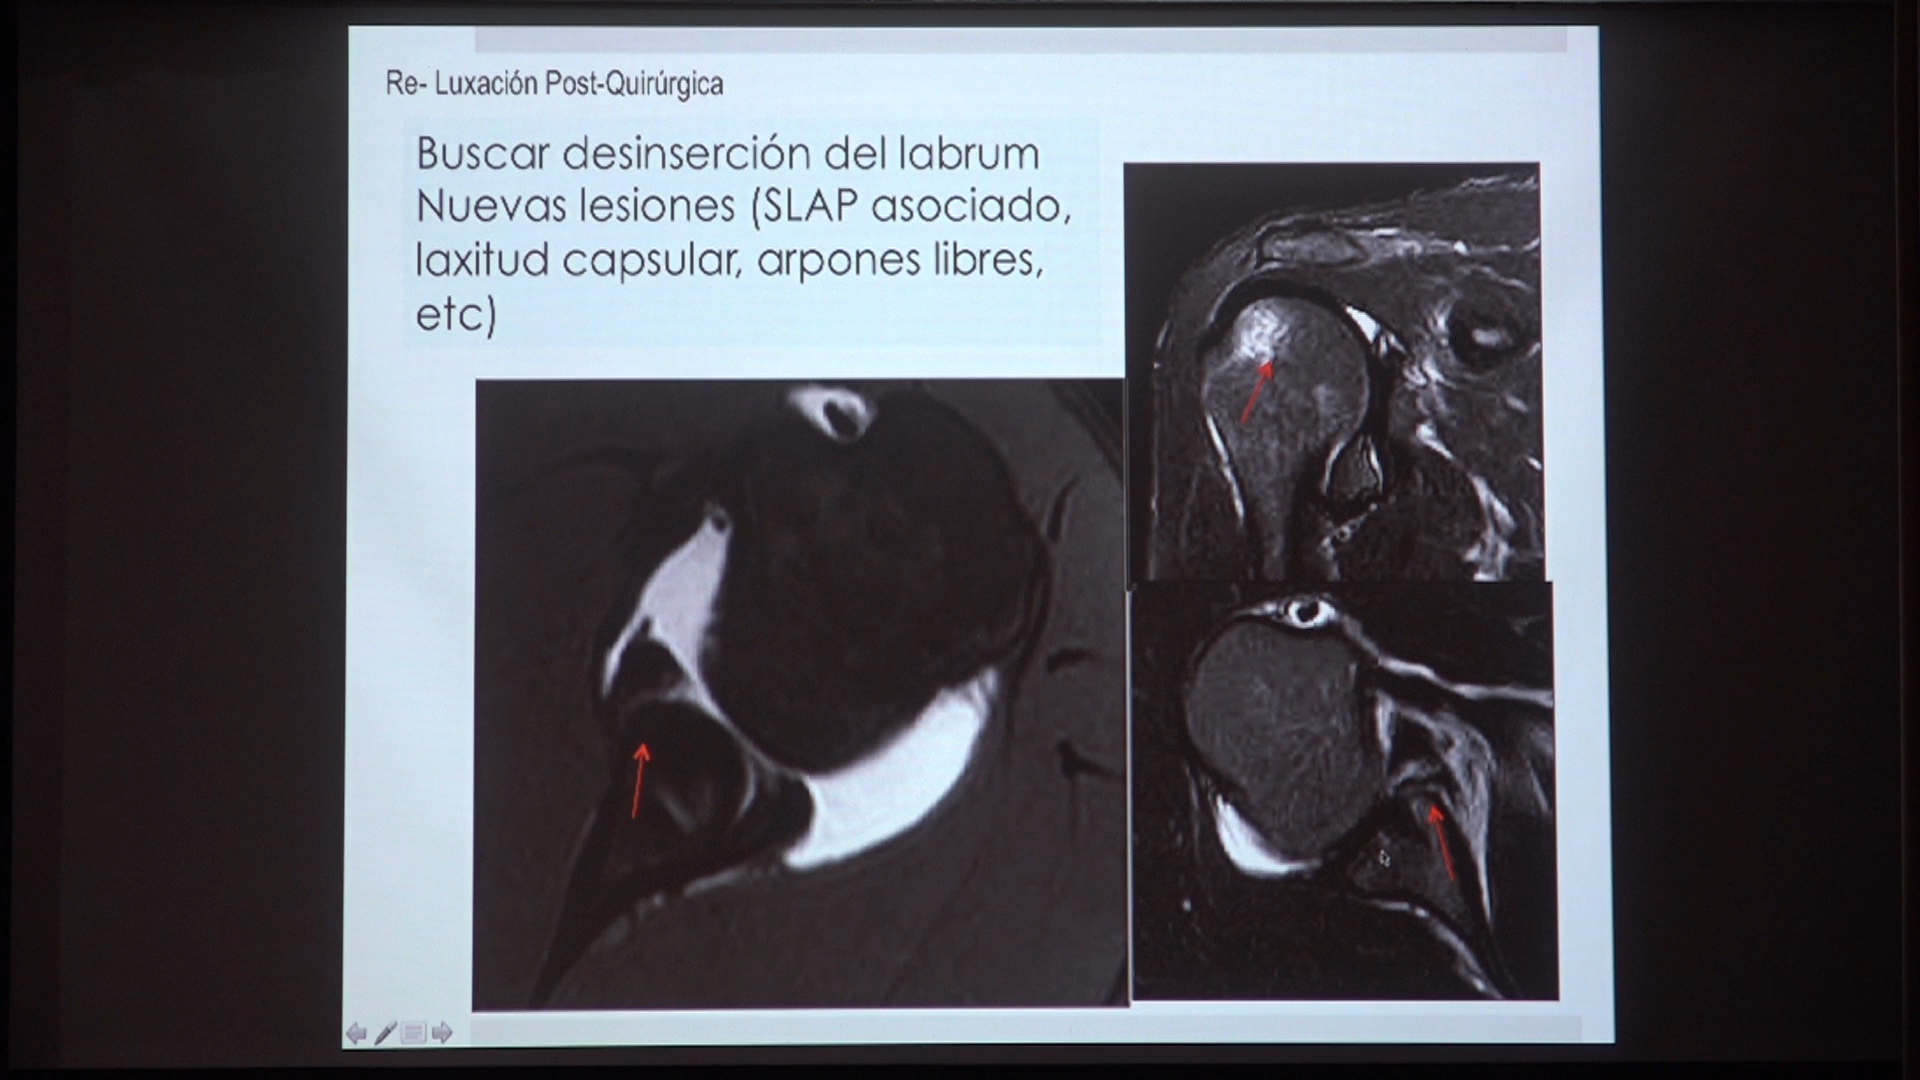 Re- Luxación Post-Quirúrgica
Buscar desinserción del labrum
Nuevas lesiones (SLAP asociado,
laxitud capsular, arpones libres,
etc)